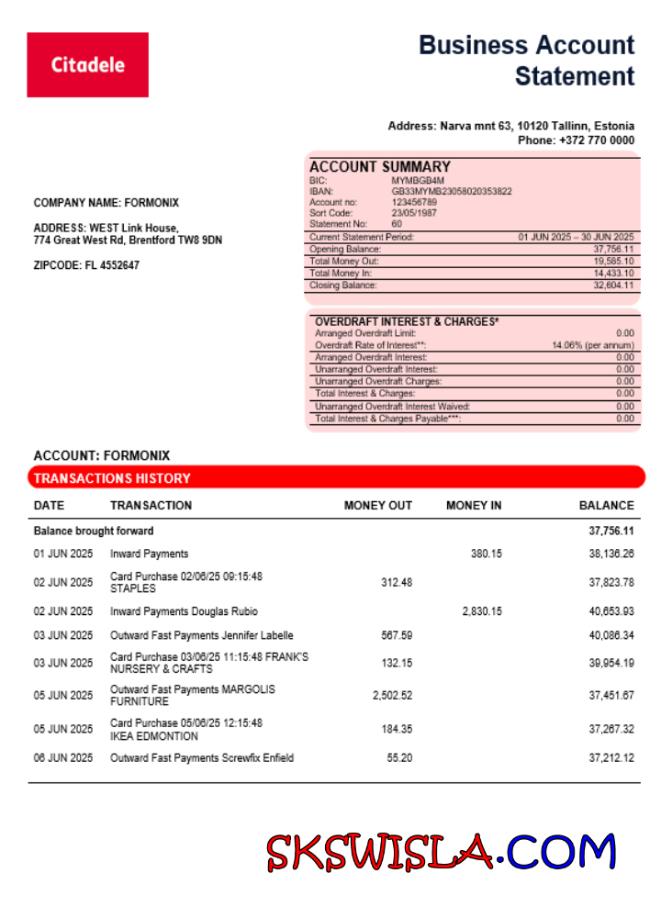 Citadele
Business Account
Statement
Address: Narva mnt 63, 10120 Tallinn, Estonia
Phone: +372 770 0000
COMPANY NAME: FORMONIX
ADDRESS: WEST Link House,
774 Great West Rd, Brentford TW8 9DN
ZIPCODE: FL 4552647
ACCOUNT SUMMARY
BIC: MYMBGB4M
IBAN: GB33MYMB23058020353822
Account no: 123456789
Sort Code: 23/05/1987
Statement No: 60
Current Statement Period: 01 JUN 2025 – 30 JUN 2025
Opening Balance: 37,756.11
Total Money Out: 19,585.10
Total Money In: 14,433.10
Closing Balance: 32,604.11
OVERDRAFT INTEREST & CHARGES*
Arranged Overdraft Limit: 0.00
Overdraft Rate of Interest**: 14.06% (per annum)
Arranged Overdraft Interest: 0.00
Unarranged Overdraft Interest: 0.00
Unarranged Overdraft Charges: 0.00
Total Interest & Charges: 0.00
Unarranged Overdraft Interest Waived: 0.00
Total Interest & Charges Payable***: 0.00
ACCOUNT: FORMONIX
TRANSACTIONS HISTORY
DATE TRANSACTION MONEY OUT MONEY IN BALANCE
Balance brought forward 37,756.11
01 JUN 2025 Inward Payments 380.15 38,136.26
02 JUN 2025 Card Purchase 02/06/25 09:15:48
STAPLES 312.48 37,823.78
02 JUN 2025 Inward Payments Douglas Rubio 2,830.15 40,653.93
03 JUN 2025 Outward Fast Payments Jennifer Labelle 567.59 40,086.34
03 JUN 2025 Card Purchase 03/06/25 11:15:48 FRANK'S
NURSERY & CRAFTS 132.15 39,954.19
05 JUN 2025 Outward Fast Payments MARGOLIS
FURNITURE 2,502.52 37,451.67
05 JUN 2025 Card Purchase 05/06/25 12:15:48
IKEA EDMONTION 184.35 37,267.32
06 JUN 2025 Outward Fast Payments Screwfix Enfield 55.20 37,212.12
SKSWISLA.COM